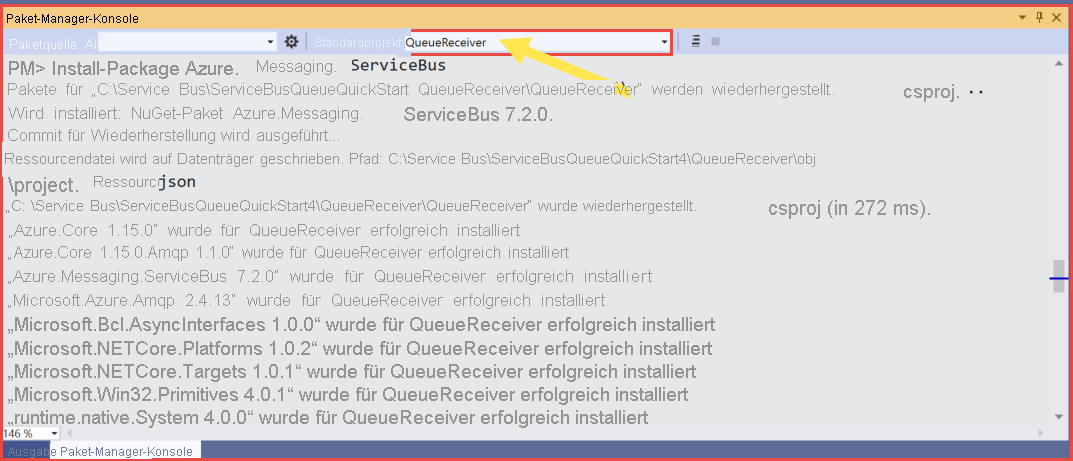 Paket-Manager-Konsole
Paketquelle: Al Standardprojekt: QueueReceiver
PM> Install-Package Azure. Messaging. ServiceBus
Pakete für „C:\Service Bus\ServiceBusQueueQuickStart QueueReceiver\QueueReceiver" werden wiederhergestellt. csproj. ··
Wird installiert: NuGet-Paket Azure.Messaging. ServiceBus 7.2.0.
Commit für Wiederherstellung wird ausgeführt...
Ressourcendatei wird auf Datenträger geschrieben. Pfad: C:\Service Bus\ServiceBusQueueQuickStart4\QueueReceiver\obj
\project. Ressourc json
„C: \Service Bus\ServiceBusQueueQuickStart4\QueueReceiver\QueueReceiver" wurde wiederhergestellt. csproj (in 272 ms).
„Azure.Core 1.15.0" wurde für QueueReceiver erfolgreich installiert
„Azure.Core 1.15.0.Amqp 1.1.0" wurde für QueueReceiver erfolgreich installiert
„Azure.Messaging.ServiceBus 7.2.0" wurde für QueueReceiver erfolgreich installiert
„Microsoft.Azure.Amqp 2.4.13" wurde für QueueReceiver erfolgreich installiert
„Microsoft.Bcl.AsyncInterfaces 1.0.0“ wurde für QueueReceiver erfolgreich installiert
„Microsoft.NETCore.Platforms 1.0.2“ wurde für QueueReceiver erfolgreich installiert
„Microsoft.NETCore.Targets 1.0.1“ wurde für QueueReceiver erfolgreich installiert
„Microsoft.Win32.Primitives 4.0.1“ wurde für QueueReceiver erfolgreich installiert
„runtime.native.System 4.0.0“ wurde für QueueReceiver erfolgreich installiert
146 %
Ausgabe Paket-Manager-Konsole